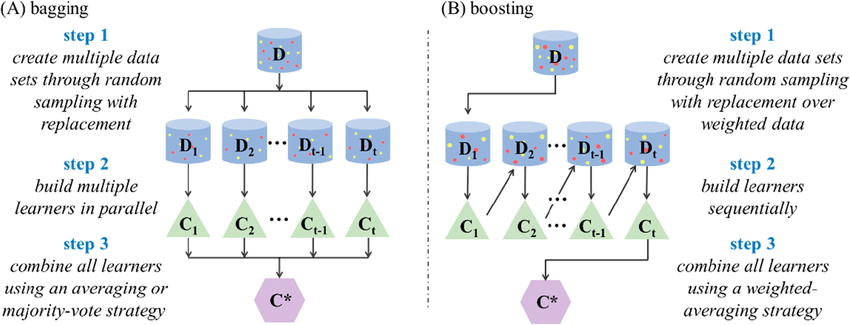 (A) bagging
step 1
create multiple data
sets through random
sampling with
replacement
step 2
build multiple
learners in parallel
step 3
combine all learners
using an averaging or
majority-vote strategy
D
D1 D2 ... Dt-1 Dt
C1 C2 ... Ct-1 Ct
C*
(B) boosting
D
D1 D2 ... Dt-1 Dt
...
C1 C2 ... Ct-1 Ct
C*
step 1
create multiple data sets
through random sampling
with replacement over
weighted data
step 2
build learners
sequentially
step 3
combine all learners
using a weighted-
averaging strategy